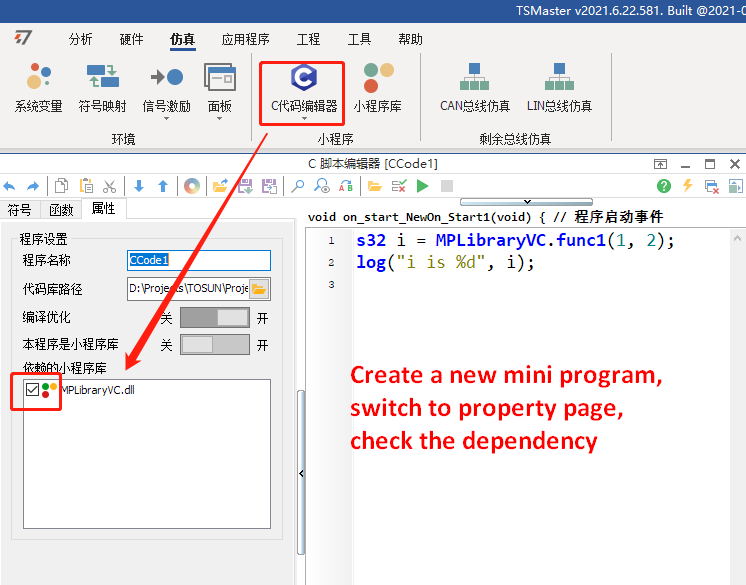 TSMaster v2021.6.22.581. Built @2021-0
分析 硬件 仿真 应用程序 工程 工具 帮助
系统变量 符号映射 信号激励 面板 C代码编辑器 小程序库 CAN总线仿真 LIN总线仿真
环境 小程序 剩余总线仿真
C 脚本编辑器 [CCode1]
符号 函数 属性
void on_start_NewOn_Start1(void) { // 程序启动事件
程序设置
程序名称 CCode1
代码库路径 D:\Projects\TOSUN\Proje
编译优化 关 开
本程序是小程序库 关 开
依赖的小程序库
MPLibraryVC.dll
1 s32 i = MPLibraryVC.func1(1, 2);
2 log("i is %d", i);
3
Create a new mini program,
switch to property page,
check the dependency